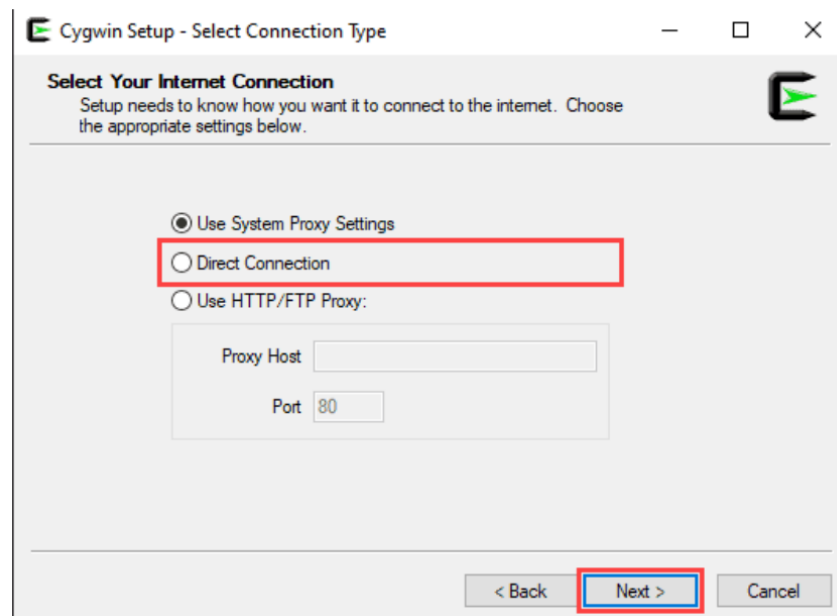 Cygwin Setup - Select Connection Type
Select Your Internet Connection
Setup needs to know how you want it to connect to the internet. Choose
the appropriate settings below.
Use System Proxy Settings
Direct Connection
Use HTTP/FTP Proxy:
Proxy Host
Port 80
< Back Next > Cancel